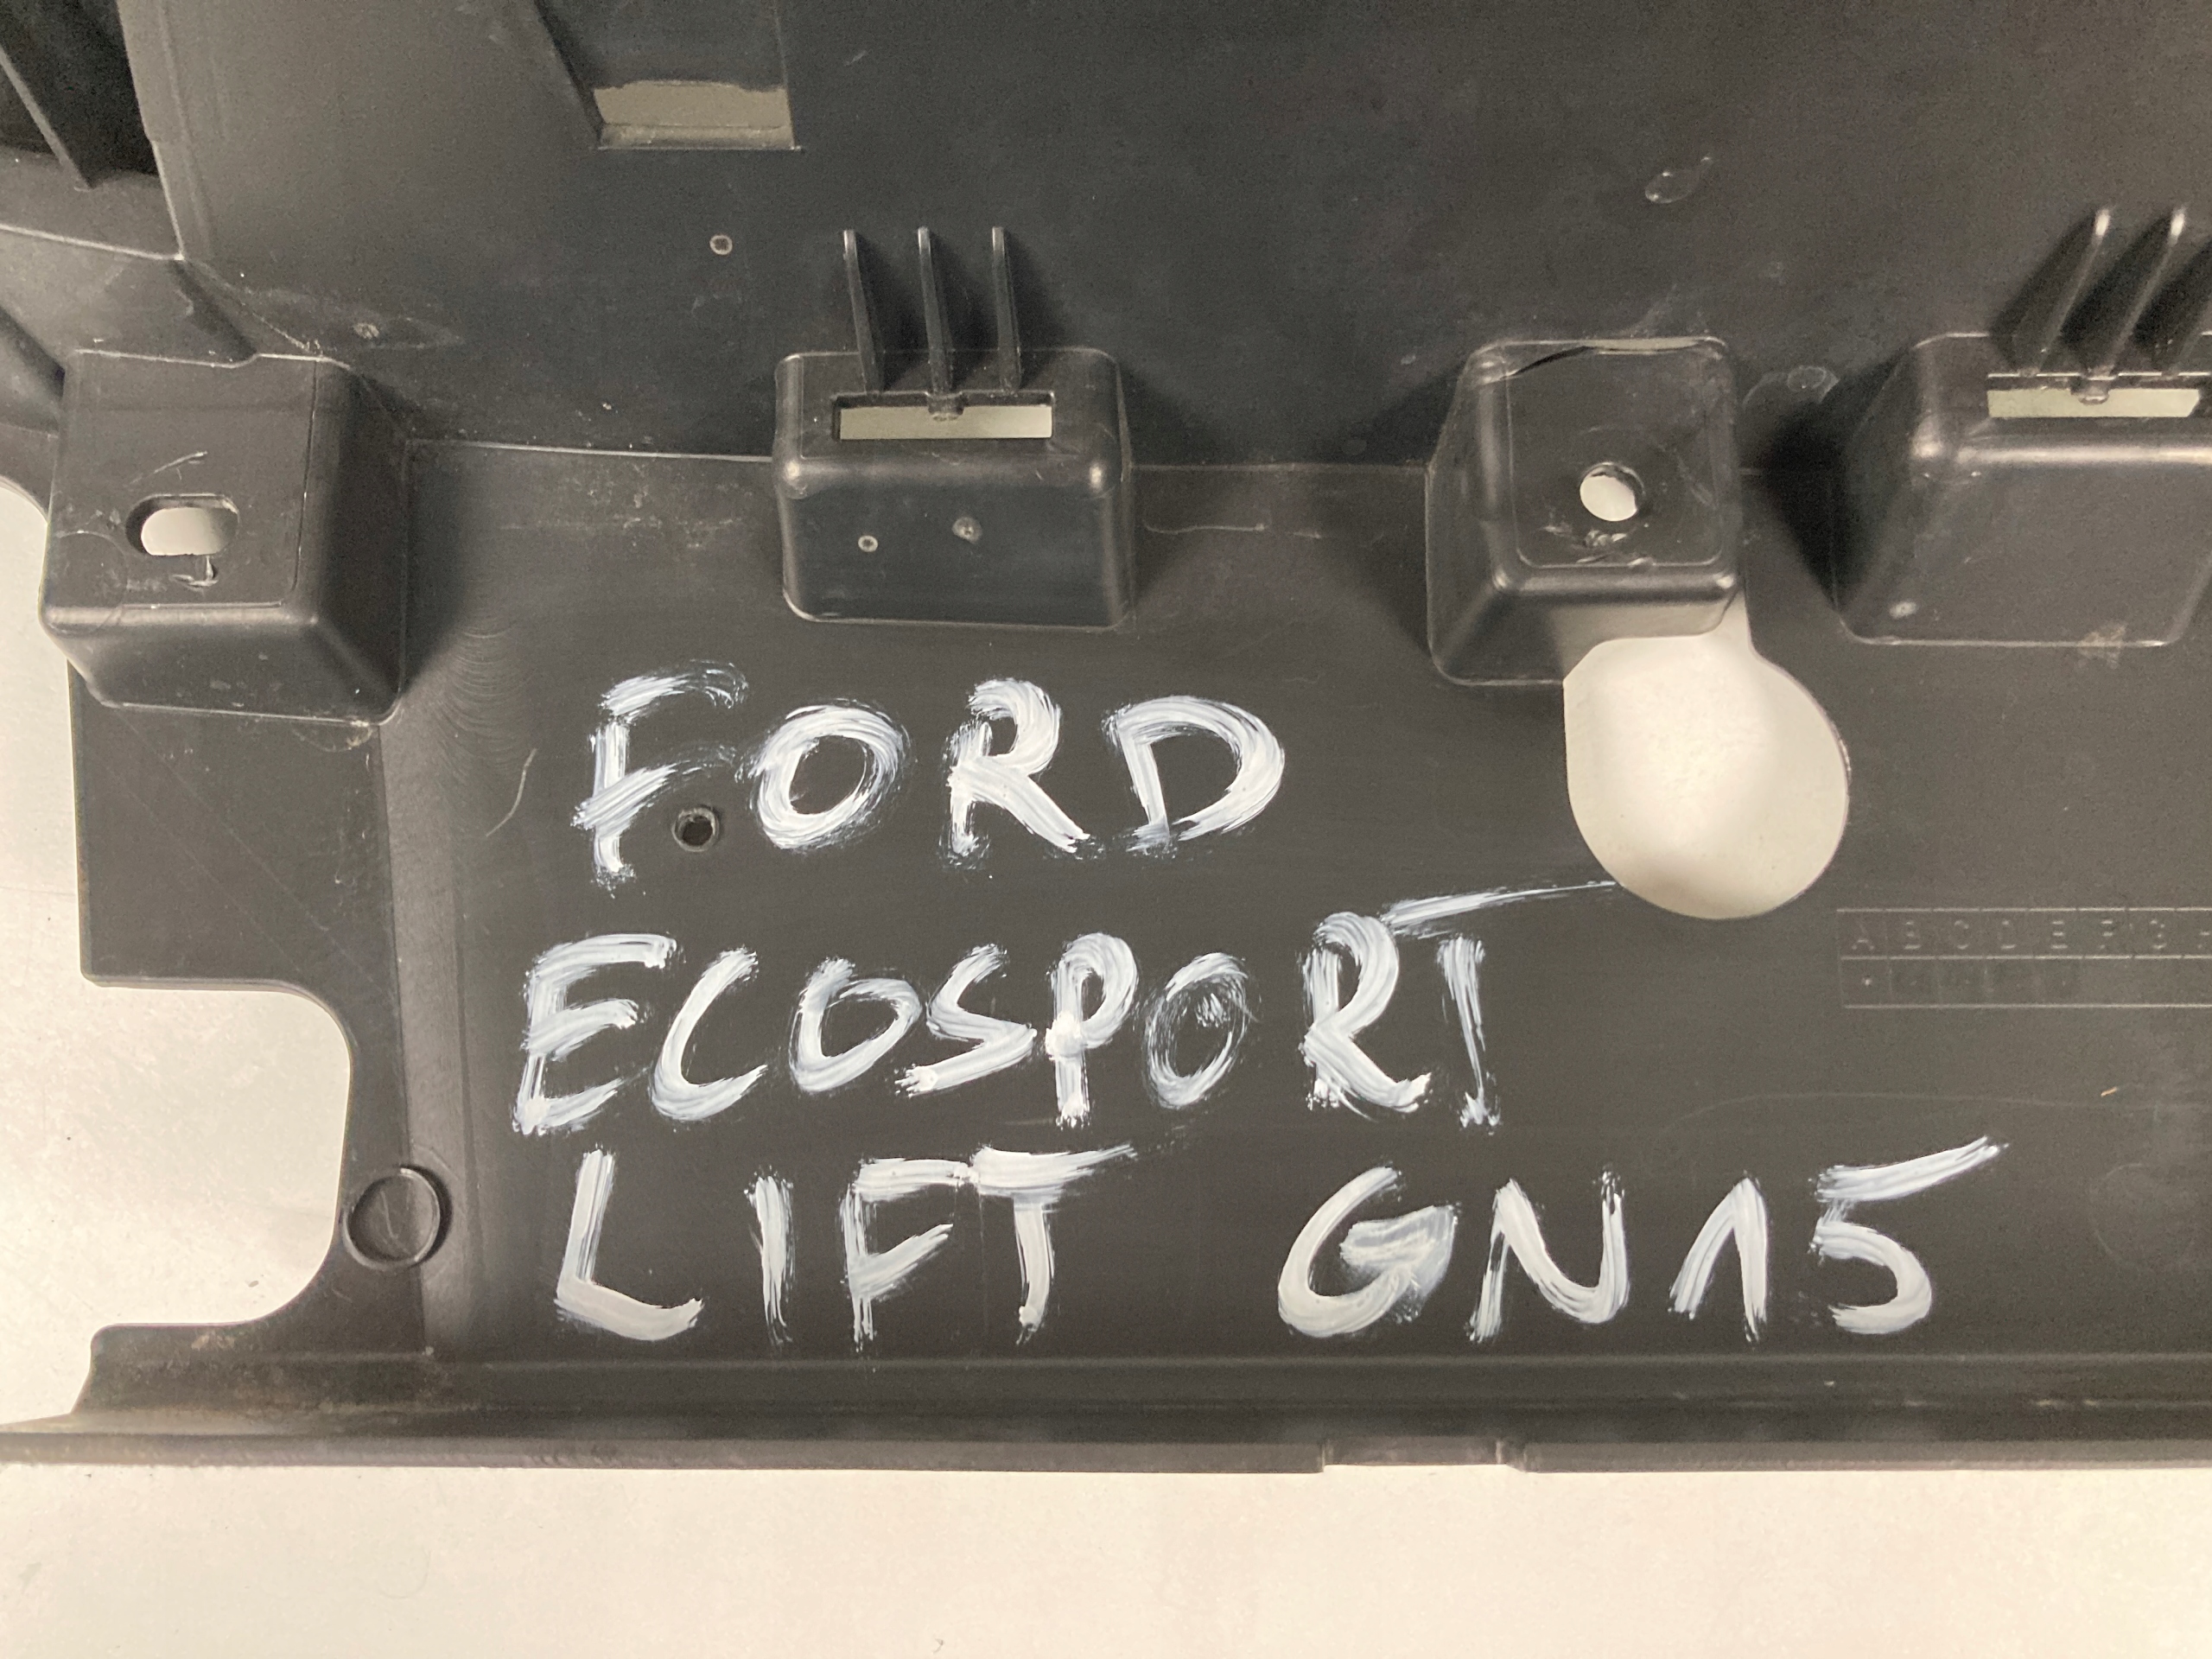 FORD
ECOSPORT
LIFT GN15
A B C D E F G H